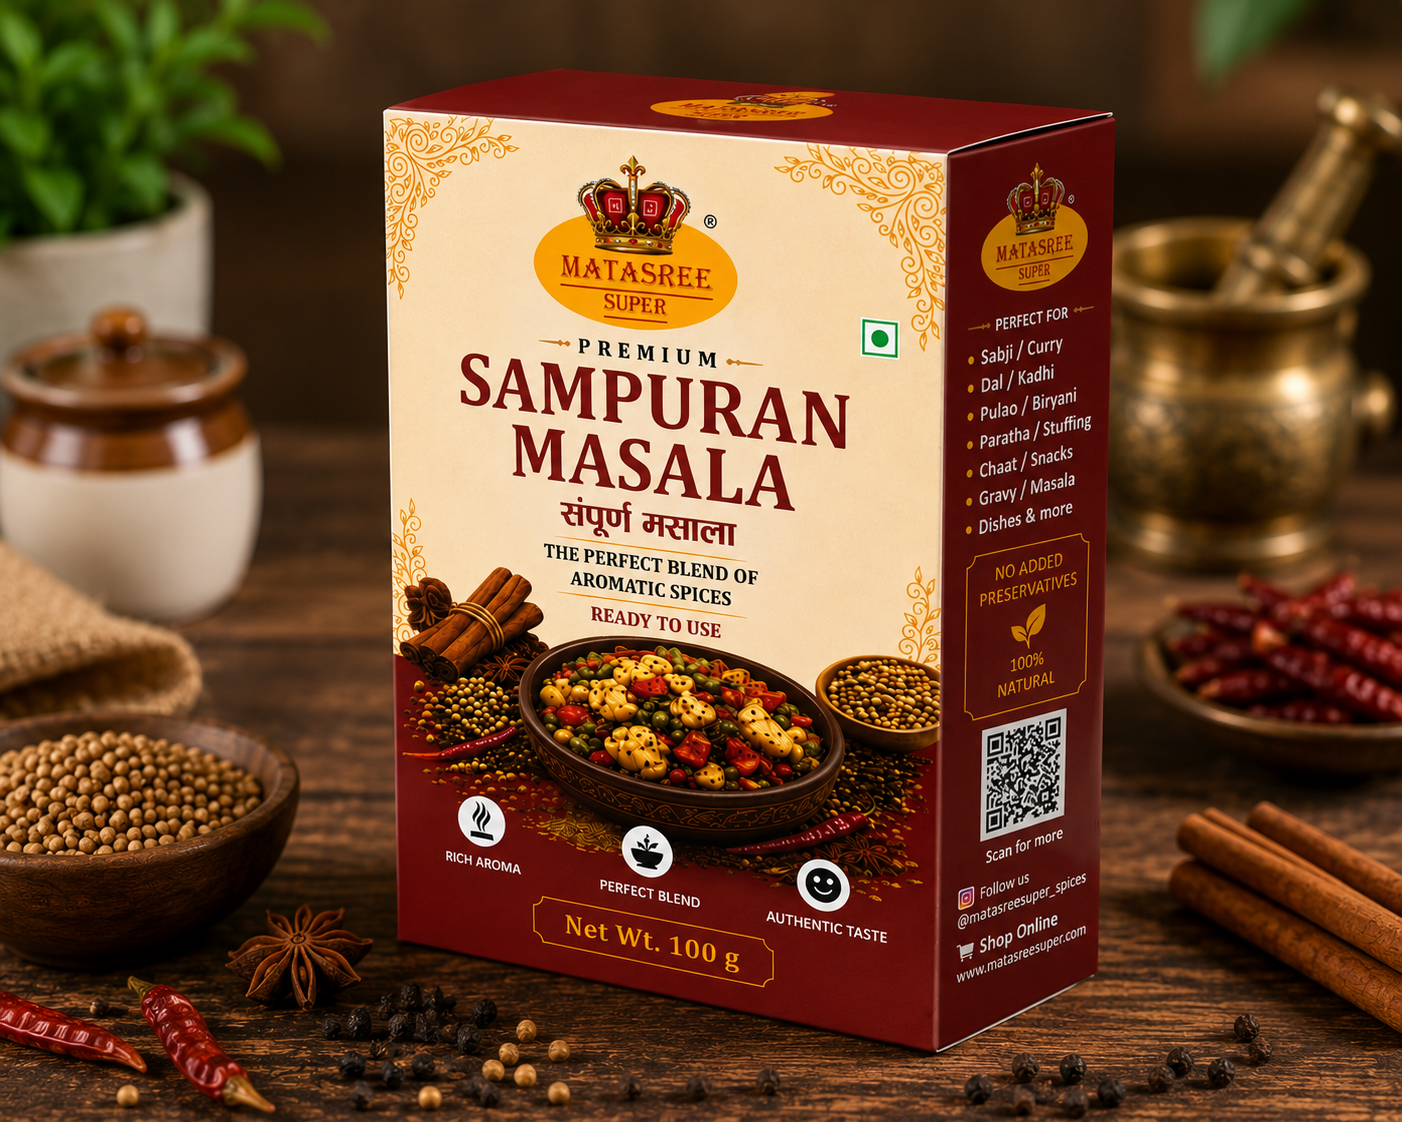 MATASREE
SUPER
®
PREMIUM
SAMPURAN
MASALA
संपूर्ण मसाला
THE PERFECT BLEND OF
AROMATIC SPICES
READY TO USE
RICH AROMA
PERFECT BLEND
AUTHENTIC TASTE
Net Wt. 100 g
MATASREE
SUPER
®
PERFECT FOR
• Sabji / Curry
• Dal / Kadhi
• Pulao / Biryani
• Paratha / Stuffing
• Chaat / Snacks
• Gravy / Masala
• Dishes & more
NO ADDED
PRESERVATIVES
100%
NATURAL
Scan for more
Follow us
@matasreesuper_spices
Shop Online
www.matasreesuper.com